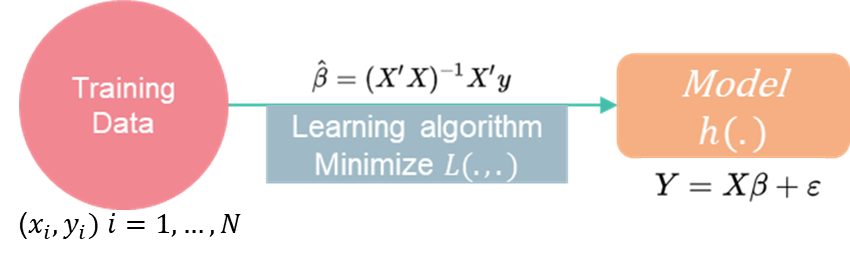 Training
Data
(xᵢ, yᵢ) i = 1, ..., N
β̂ = (X′X)⁻¹X′y
Learning algorithm
Minimize L(.,.)
Model
h(.)
Y = Xβ + ε